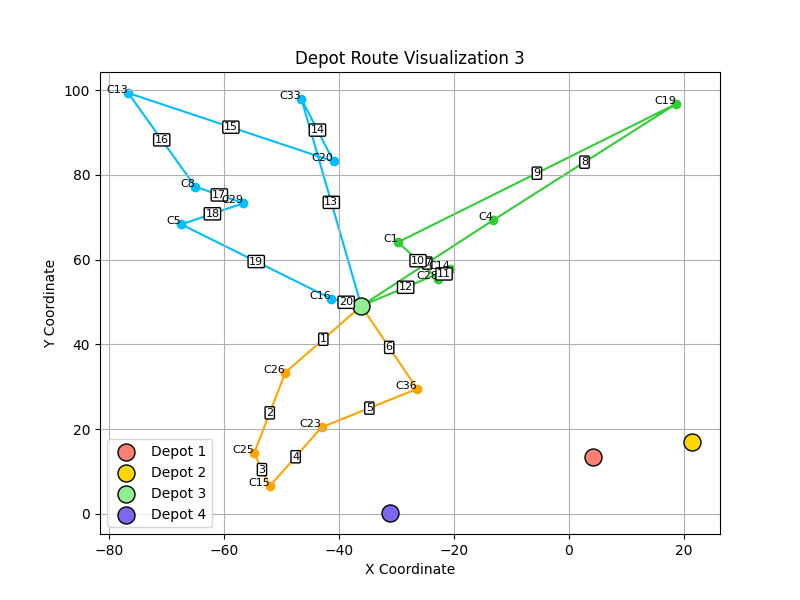 Depot Route Visualization 3
C13
C33
C19
C20
C8
C29
C5
C4
C1
C14
C28
C16
C26
C36
C23
C25
C15
16
15
14
13
17
18
19
20
9
8
10
7
11
12
1
6
2
5
4
3
Depot 1
Depot 2
Depot 3
Depot 4
100
80
60
40
20
0
−80
−60
−40
−20
0
20
X Coordinate
Y Coordinate